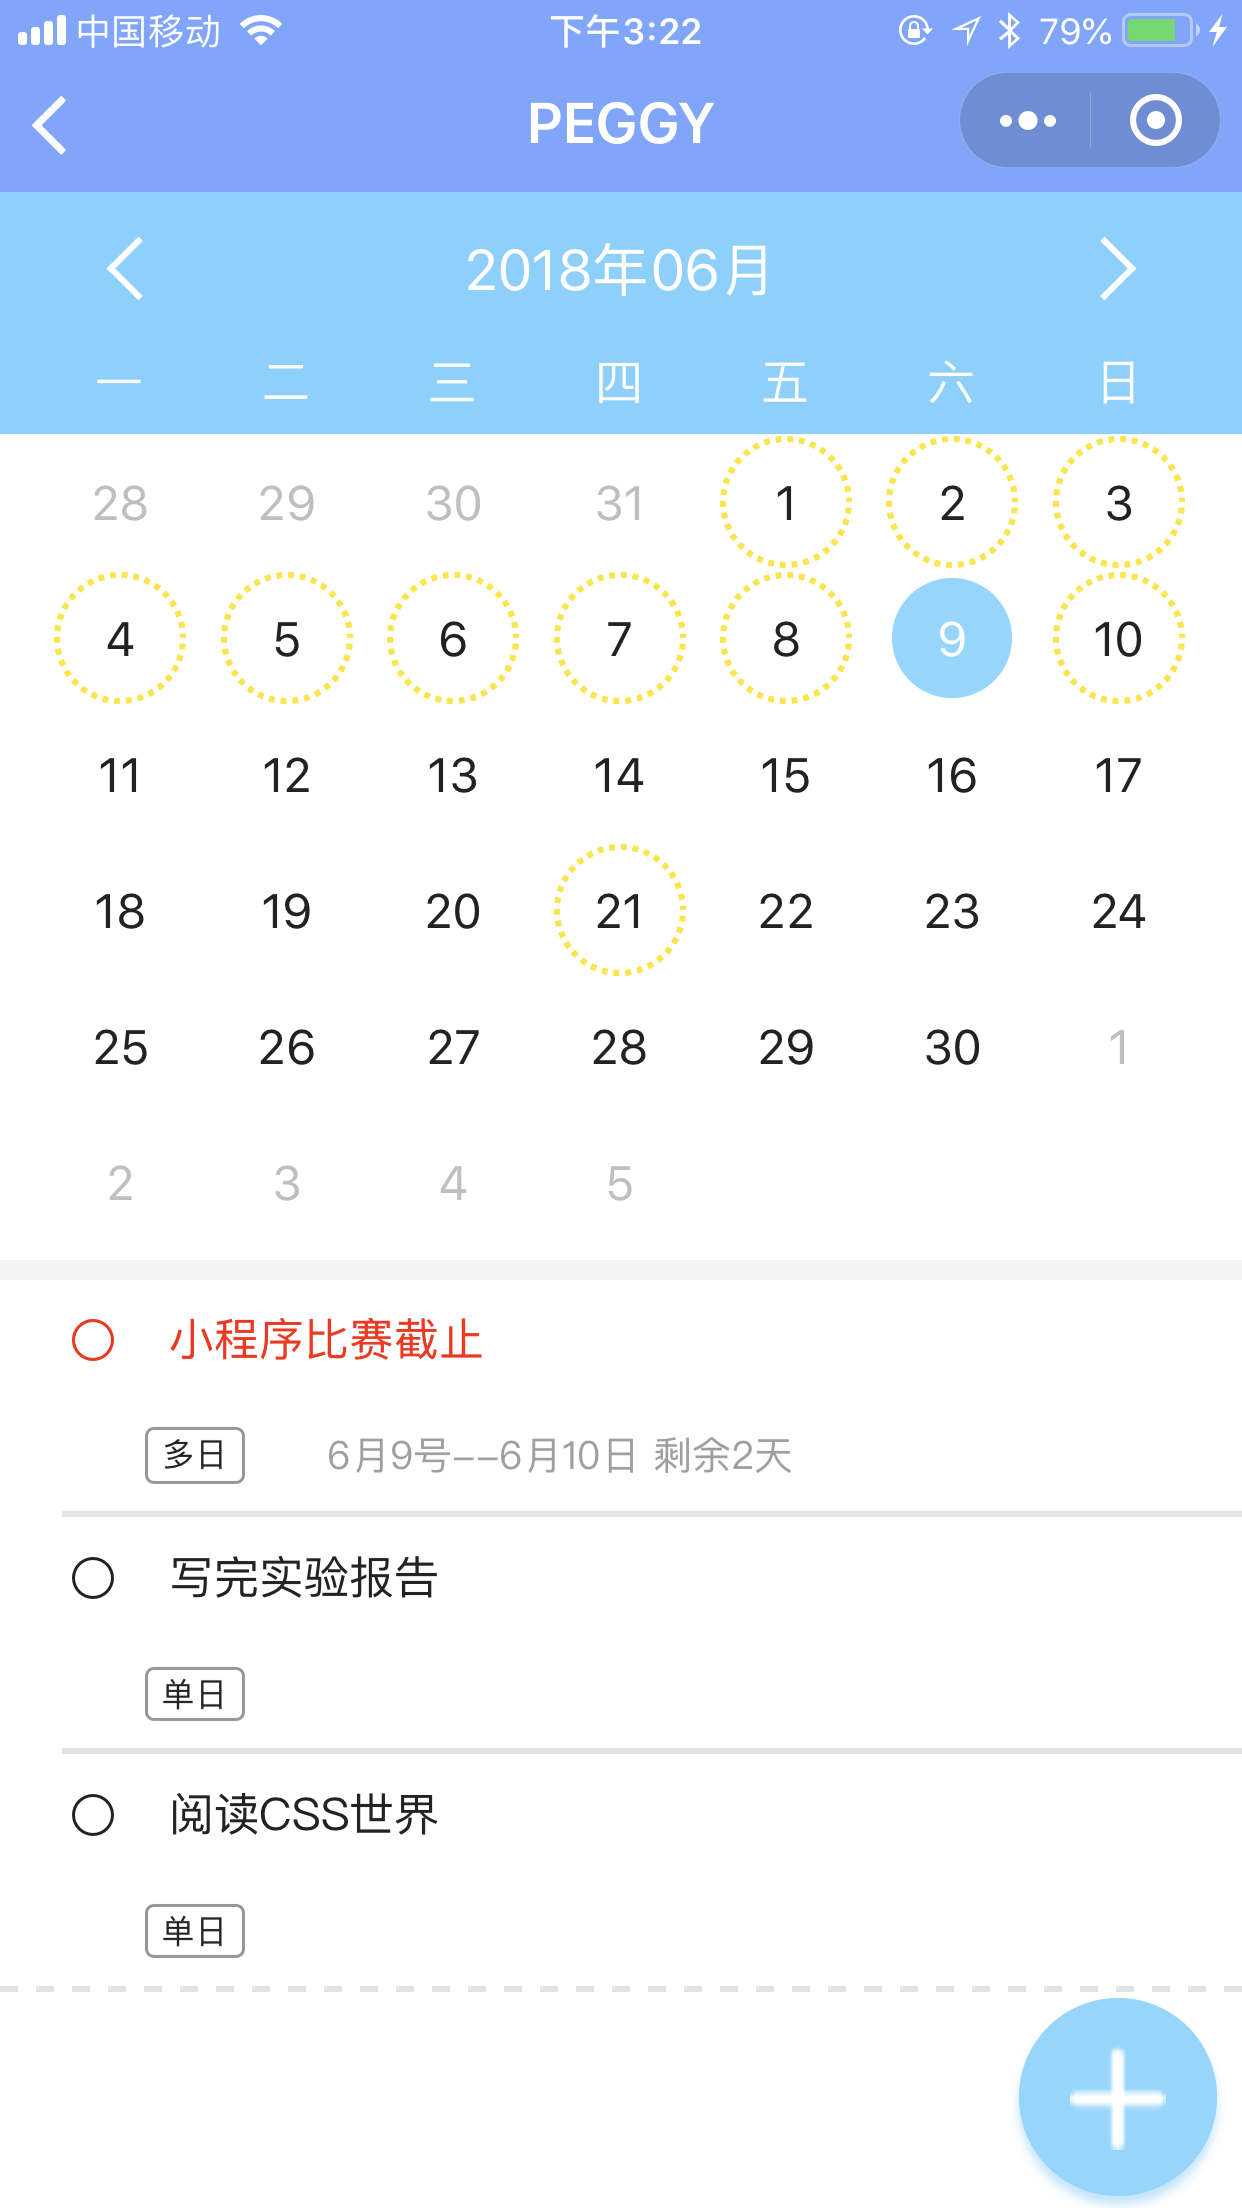 中国移动 下午3:22 79%
PEGGY
2018年06月
一 二 三 四 五 六 日
28 29 30 31 1 2 3
4 5 6 7 8 9 10
11 12 13 14 15 16 17
18 19 20 21 22 23 24
25 26 27 28 29 30 1
2 3 4 5
小程序比赛截止
多日 6月9号--6月10日 剩余2天
写完实验报告
单日
阅读CSS世界
单日